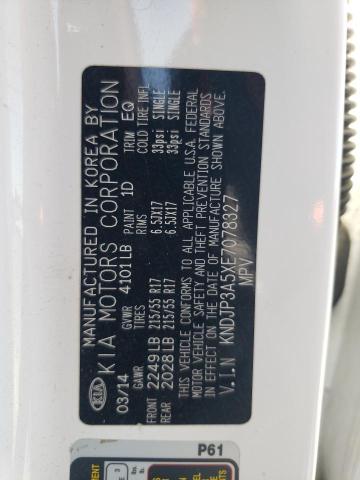 MANUFACTURED IN KOREA BY
KIA KIA MOTORS CORPORATION
03/14 GVWR 4101LB PAINT 1D TRIM EQ
GAWR TIRES RIMS COLD TIRE INFL
FRONT 2249LB 215/55 R17 6.5JX17 33psi SINGLE
REAR 2028LB 215/55 R17 6.5JX17 33psi SINGLE
THIS VEHICLE CONFORMS TO ALL APPLICABLE U.S.A. FEDERAL
MOTOR VEHICLE SAFETY AND THEFT PREVENTION STANDARDS
IN EFFECT ON THE DATE OF MANUFACTURE SHOWN ABOVE.
V.I.N KNDJP3A5XE7078327
MPV
P61